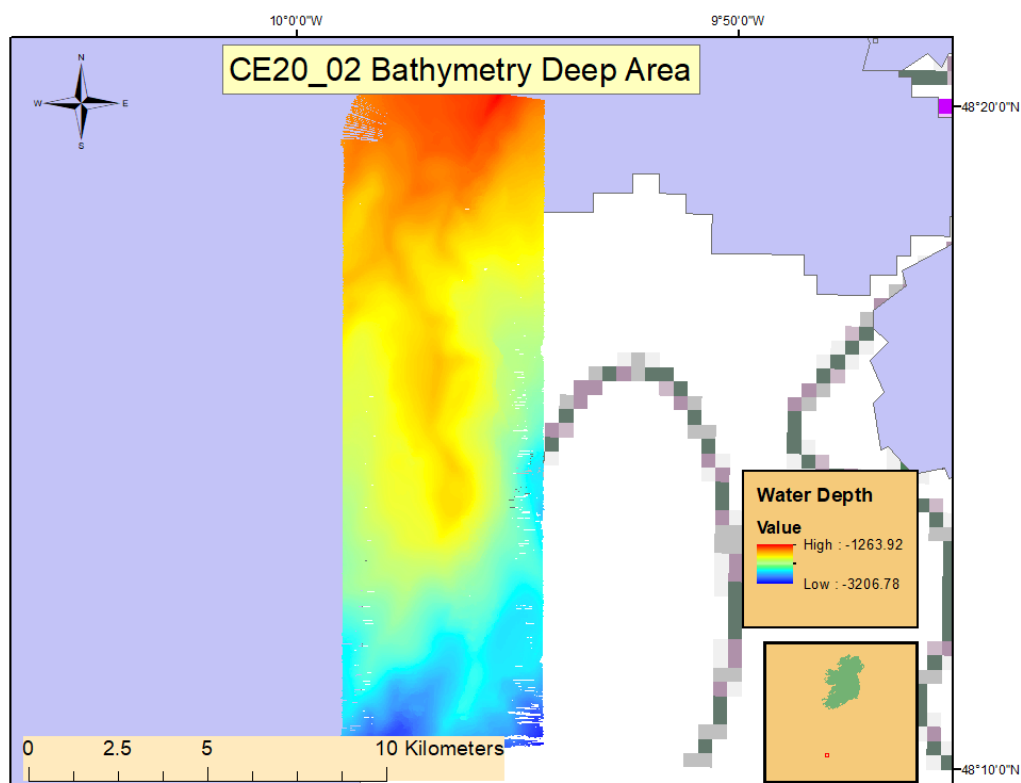 10°0'0"W
9°50'0"W
CE20_02 Bathymetry Deep Area
N
W
E
S
48°20'0"N
Water Depth
Value
High : -1263.92
Low : -3206.78
0
2.5
5
10 Kilometers
48°10'0"N